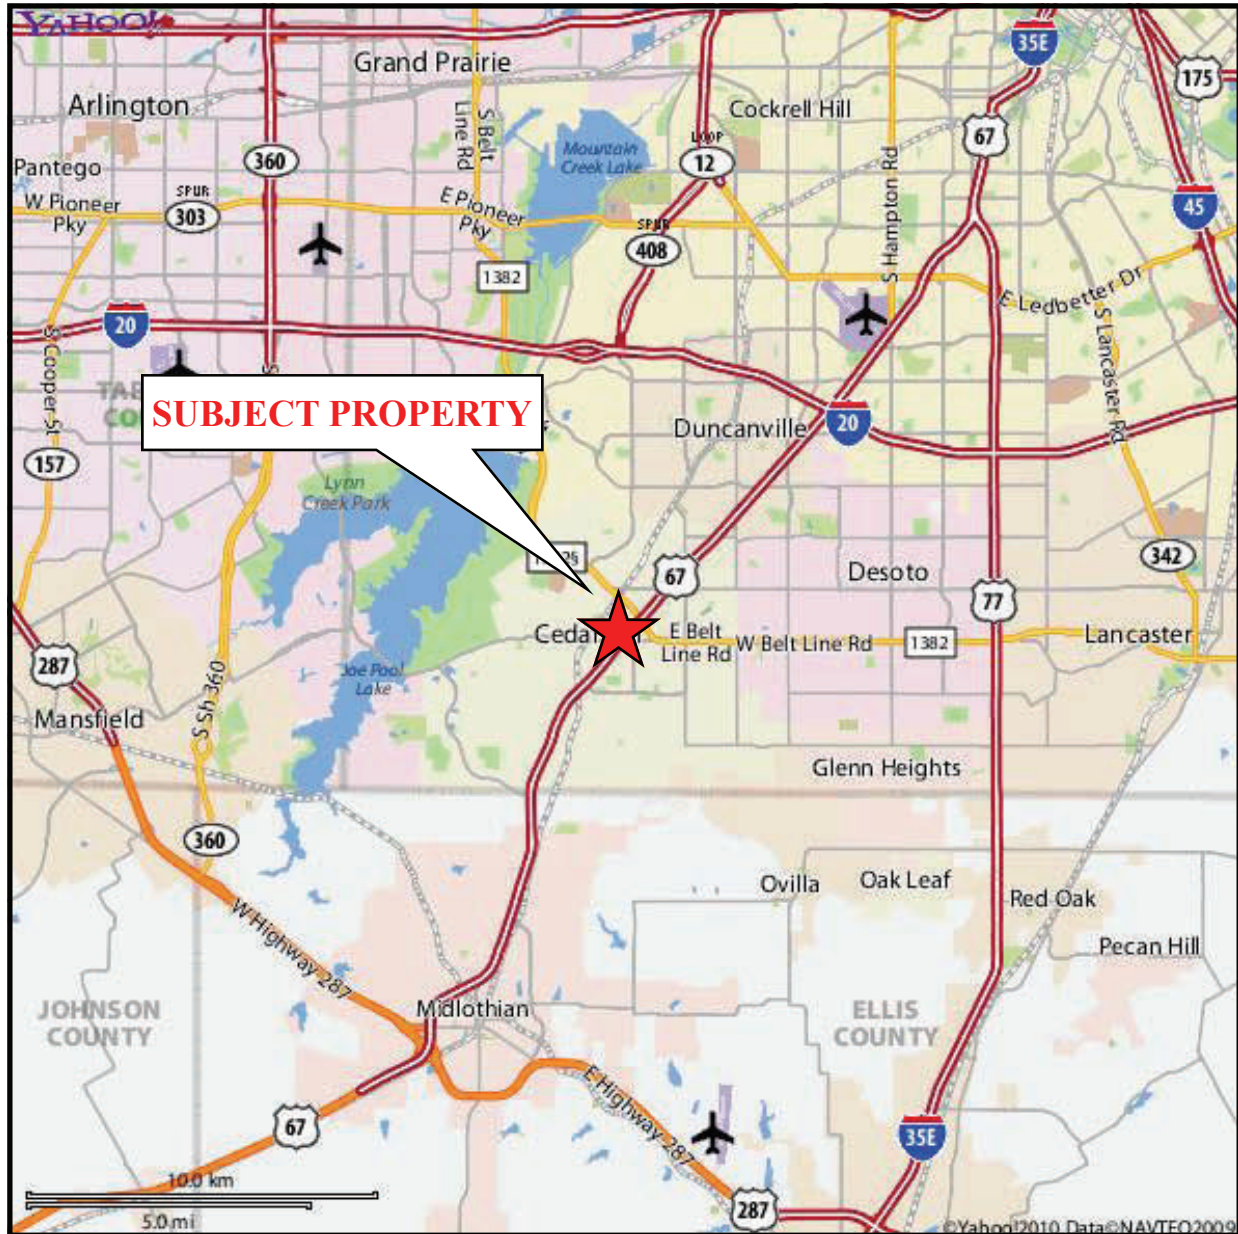 YAHOO!
Grand Prairie
35E
175
Arlington
S Belt
Line Rd
Cockrell Hill
67
Mountain
Creek Lake
LOOP
12
Pantego
360
W Pioneer
Pky
SPUR
303
E Pioneer
Pky
SPUR
408
S Hampton Rd
45
1382
E Ledbetter Dr
20
S Cooper St
S Lancaster Rd
SUBJECT PROPERTY
Duncanville
20
157
Lynn
Creek Park
342
67
Desoto
77
E Belt
Line Rd
W Belt Line Rd
1382
Lancaster
287
Joe Pool
Lake
S Sh 360
Mansfield
Glenn Heights
360
Ovilla
Oak Leaf
Red Oak
W Highway 287
Pecan Hill
JOHNSON
COUNTY
Midlothian
ELLIS
COUNTY
E Highway 287
67
35E
10.0 km
5.0 mi
287
©Yahoo!2010 Data©NAVTEQ2009